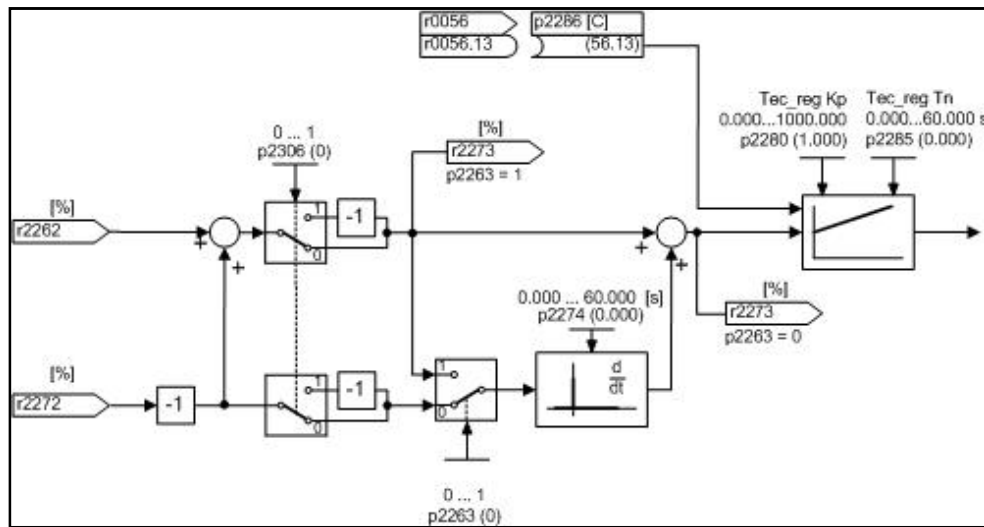 r0056
p2286 [C]
r0056.13
(56.13)
Tec_reg Kp
0.000...1000.000
p2280 (1.000)
Tec_reg Tn
0.000...60.000 s
p2285 (0.000)
0 ... 1
p2306 (0)
[%]
r2273
p2263 = 1
[%]
r2262
+
+
1
0
-1
+
+
[%]
r2273
p2263 = 0
0.000 ... 60.000 [s]
p2274 (0.000)
[%]
r2272
-1
1
0
-1
1
0
d
dt
0 ... 1
p2263 (0)